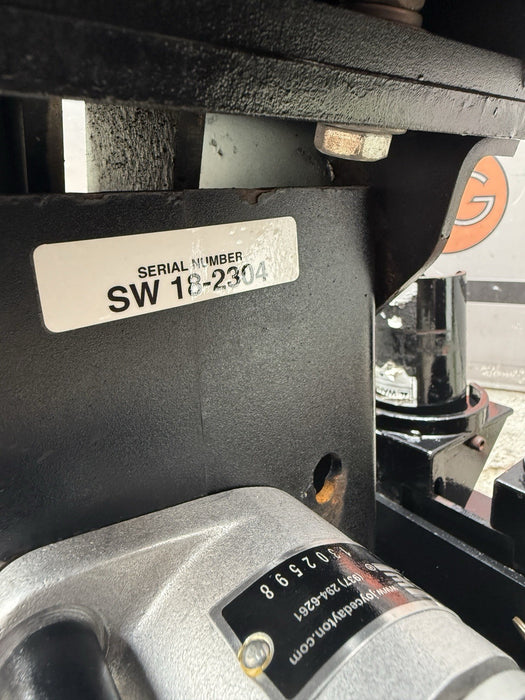 SERIAL NUMBER
SW 18-2304
G
1302598
(937) 294-6261
www.joycedayton.com